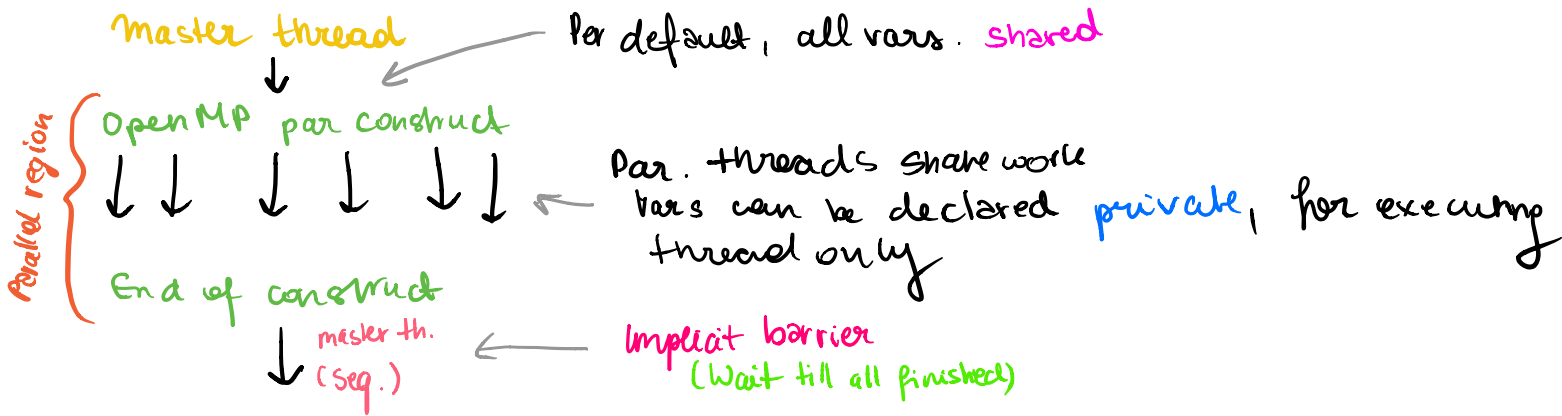 Master thread
Per default, all vars. shared
OpenMP par construct
Parallel region
Par. threads share work
Vars can be declared private, for executing
thread only
End of construct
master th.
(Seq.)
Implicit barrier
(Wait till all finished)